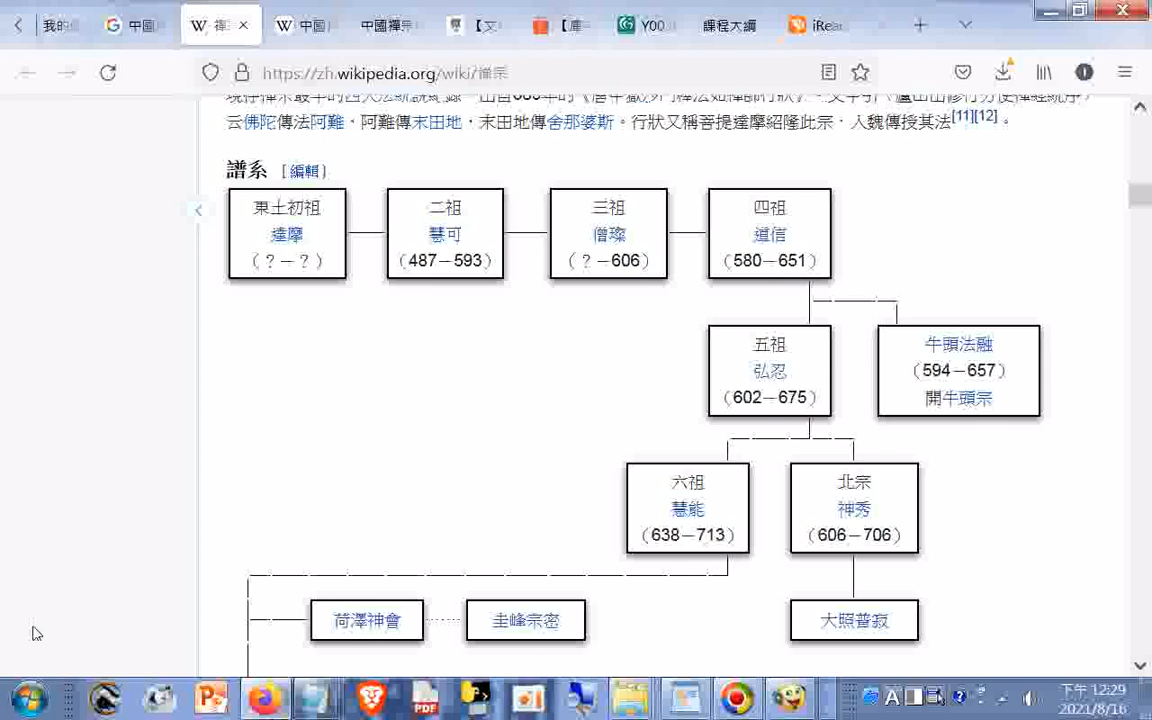 我的
中國
禪
中國
中國禪宗
【文
【庫
Y00
課程大綱
iRea
https://zh.wikipedia.org/wiki/禪宗
云佛陀傳法阿難，阿難傳末田地，末田地傳舍那婆斯。行狀又稱菩提達摩紹隆此宗，入魏傳授其法[11][12]。
譜系 [編輯]
東土初祖
達摩
（？－？）
二祖
慧可
（487－593）
三祖
僧璨
（？－606）
四祖
道信
（580－651）
五祖
弘忍
（602－675）
牛頭法融
（594－657）
開牛頭宗
六祖
慧能
（638－713）
北宗
神秀
（606－706）
荷澤神會
圭峰宗密
大照普寂
PDF
A
下午 12:29
2021/8/16